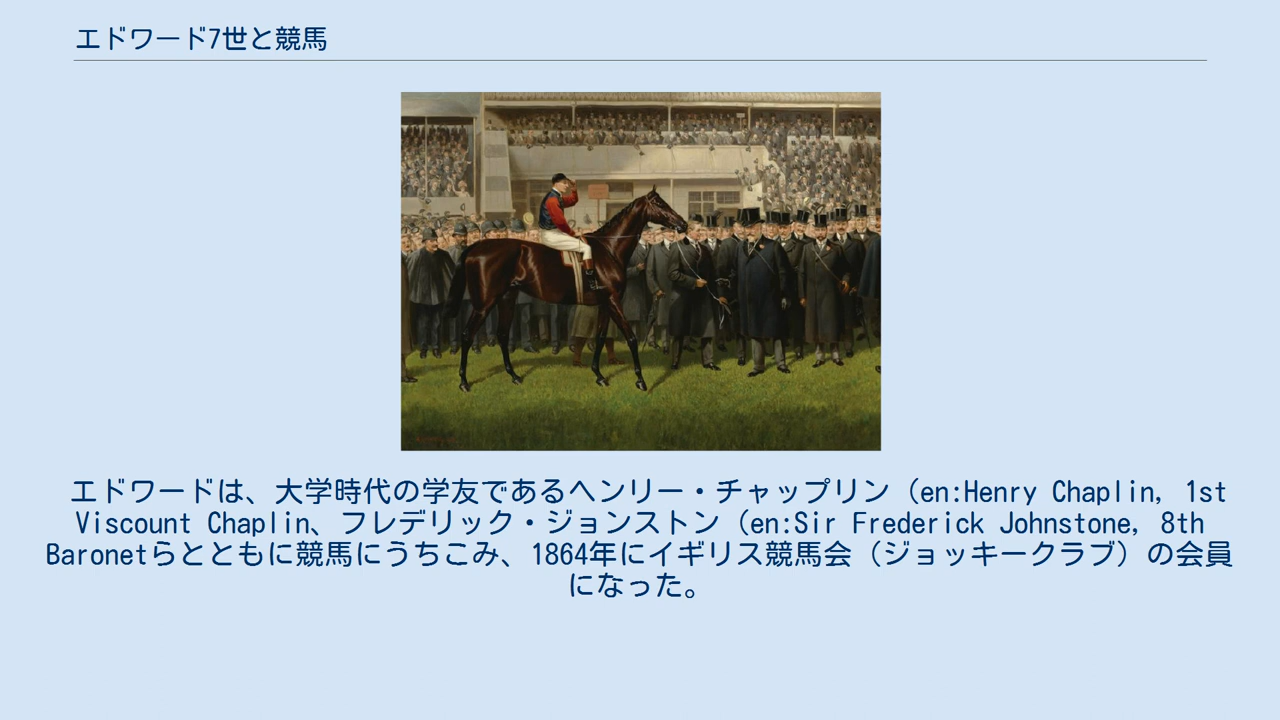 エドワード7世と競馬
エドワードは、大学時代の学友であるヘンリー・チャップリン（en:Henry Chaplin, 1st
Viscount Chaplin、フレデリック・ジョンストン（en:Sir Frederick Johnstone, 8th
Baronetらとともに競馬にうちこみ、1864年にイギリス競馬会（ジョッキークラブ）の会員
になった。